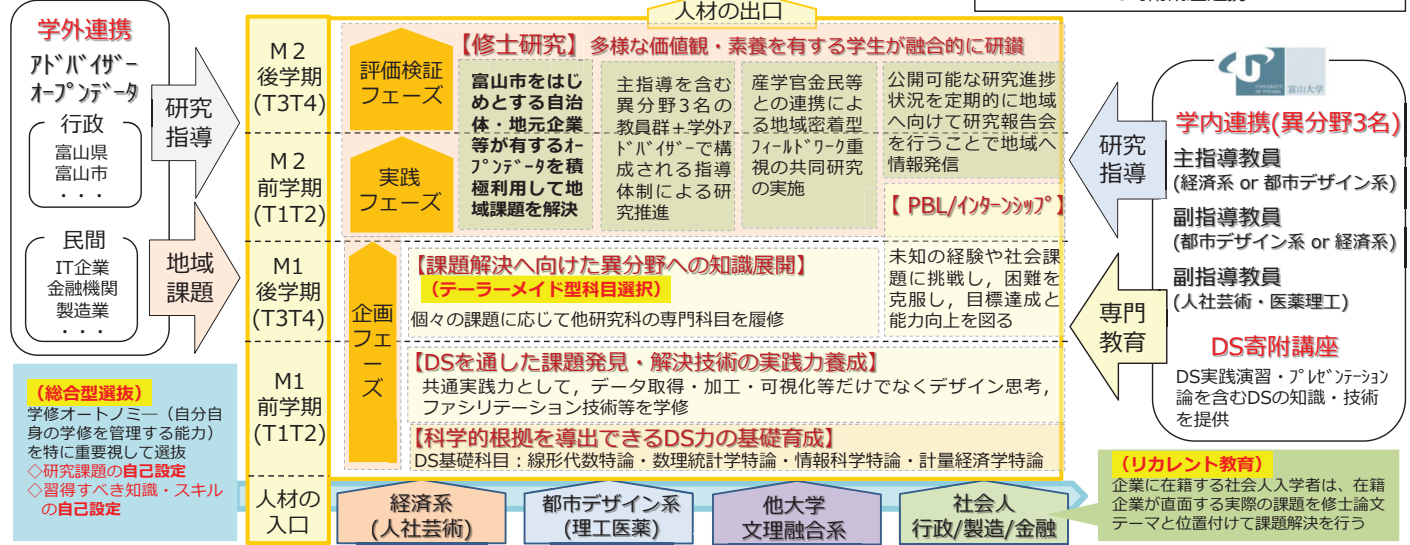 人材の出口
学外連携
ｱﾄﾞﾊﾞｲｻﾞｰ
ｵｰﾌﾟﾝﾃﾞｰﾀ
行政
富山県
富山市
・・・
民間
IT企業
金融機関
製造業
・・・
研究
指導
地域
課題
M2
後学期
(T3T4)
M2
前学期
(T1T2)
M1
後学期
(T3T4)
M1
前学期
(T1T2)
人材の
入口
評価検証
フェーズ
実践
フェーズ
企画
フェ
ー
ズ
【修士研究】多様な価値観・素養を有する学生が融合的に研鑽
富山市をはじ
めとする自治
体・地元企業
等が有するｵｰ
ﾌﾟﾝﾃﾞｰﾀを積
極利用して地
域課題を解決
主指導を含む
異分野3名の
教員群＋学外ｱ
ﾄﾞﾊﾞｲｻﾞｰで構
成される指導
体制による研
究推進
産学官金民等
との連携によ
る地域密着型
ﾌｨｰﾙﾄﾞﾜｰｸ重
視の共同研究
の実施
公開可能な研究進捗
状況を定期的に地域
へ向けて研究報告会
を行うことで地域へ
情報発信
【 PBL/ｲﾝﾀｰﾝｼｯﾌﾟ】
未知の経験や社会課
題に挑戦し，困難を
克服し，目標達成と
能力向上を図る
【課題解決へ向けた異分野への知識展開】
（テーラーメイド型科目選択）
個々の課題に応じて他研究科の専門科目を履修
【DSを通した課題発見・解決技術の実践力養成】
共通実践力として，データ取得・加工・可視化等だけでなくデザイン思考，
ファシリテーション技術等を学修
【科学的根拠を導出できるDS力の基礎育成】
DS基礎科目：線形代数特論・数理統計学特論・情報科学特論・計量経済学特論
研究
指導
専門
教育
UNIVERSITY
OF TOYAMA
富山大学
学内連携(異分野3名)
主指導教員
(経済系 or 都市デザイン系)
副指導教員
(都市デザイン系 or 経済系)
副指導教員
(人社芸術・医薬理工)
DS寄附講座
DS実践演習・ﾌﾟﾚｾﾞﾝﾃｰｼｮﾝ
論を含むDSの知識・技術
を提供
（総合型選抜）
学修オートノミ―（自分自
身の学修を管理する能力）
を特に重要視して選抜
◇研究課題の自己設定
◇習得すべき知識・スキル
の自己設定
経済系
(人社芸術)
都市デザイン系
(理工医薬)
他大学
文理融合系
社会人
行政/製造/金融
（リカレント教育）
企業に在籍する社会人入学者は、在籍
企業が直面する実際の課題を修士論文
テーマと位置付けて課題解決を行う